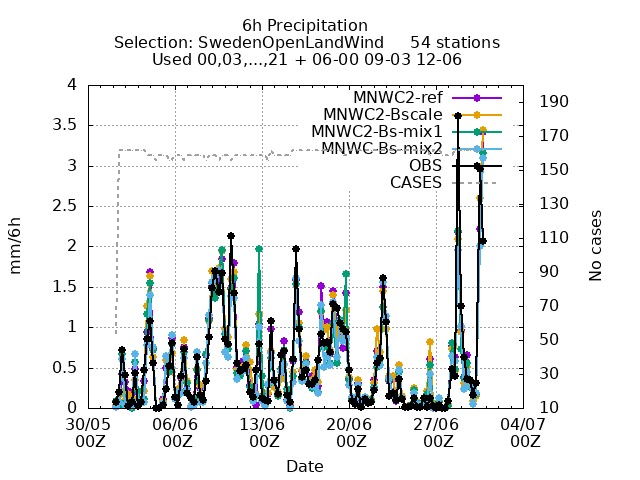 6h Precipitation
Selection: SwedenOpenLandWind 54 stations
Used 00,03,...,21 + 06-00 09-03 12-06
MNWC2-ref
MNWC2-Bscale
MNWC2-Bs-mix1
MNWC-Bs-mix2
OBS
CASES
4
3.5
3
2.5
2
1.5
1
0.5
0
mm/6h
190
170
150
130
110
90
70
50
30
10
No cases
30/05 06/06 13/06 20/06 27/06 04/07
00Z 00Z 00Z 00Z 00Z 00Z
Date